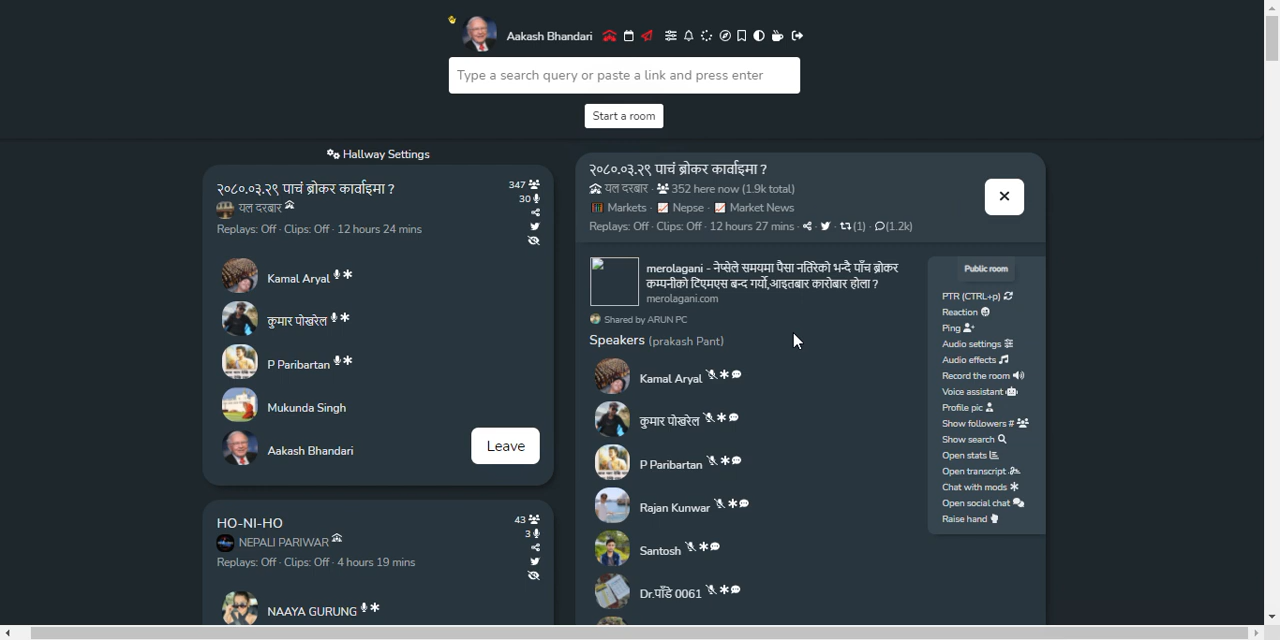 Aakash Bhandari
Type a search query or paste a link and press enter
Start a room
Hallway Settings
२०८०.०३.२९ पाचं ब्रोकर कार्वाइमा ?
यल दरबार
Replays: Off · Clips: Off · 12 hours 24 mins
347
30
Kamal Aryal
कुमार पोखरेल
P Paribartan
Mukunda Singh
Aakash Bhandari
Leave
HO-NI-HO
NEPALI PARIWAR
Replays: Off · Clips: Off · 4 hours 19 mins
43
3
NAAYA GURUNG
२०८०.०३.२९ पाचं ब्रोकर कार्वाइमा ?
यल दरबार · 352 here now (1.9k total)
Markets · Nepse · Market News
Replays: Off · Clips: Off · 12 hours 27 mins · · · (1) · (1.2k)
merolagani - नेप्सेले समयमा पैसा नतिरेको भन्दै पाँच ब्रोकर
कम्पनीको टिएमएस बन्द गर्यो,आइतबार कारोबार होला ?
merolagani.com
Shared by ARUN PC
Speakers (prakash Pant)
Kamal Aryal
कुमार पोखरेल
P Paribartan
Rajan Kunwar
Santosh
Dr.पाँडे 0061
Public room
PTR (CTRL+p)
Reaction
Ping
Audio settings
Audio effects
Record the room
Voice assistant
Profile pic
Show followers #
Show search
Open stats
Open transcript
Chat with mods
Open social chat
Raise hand